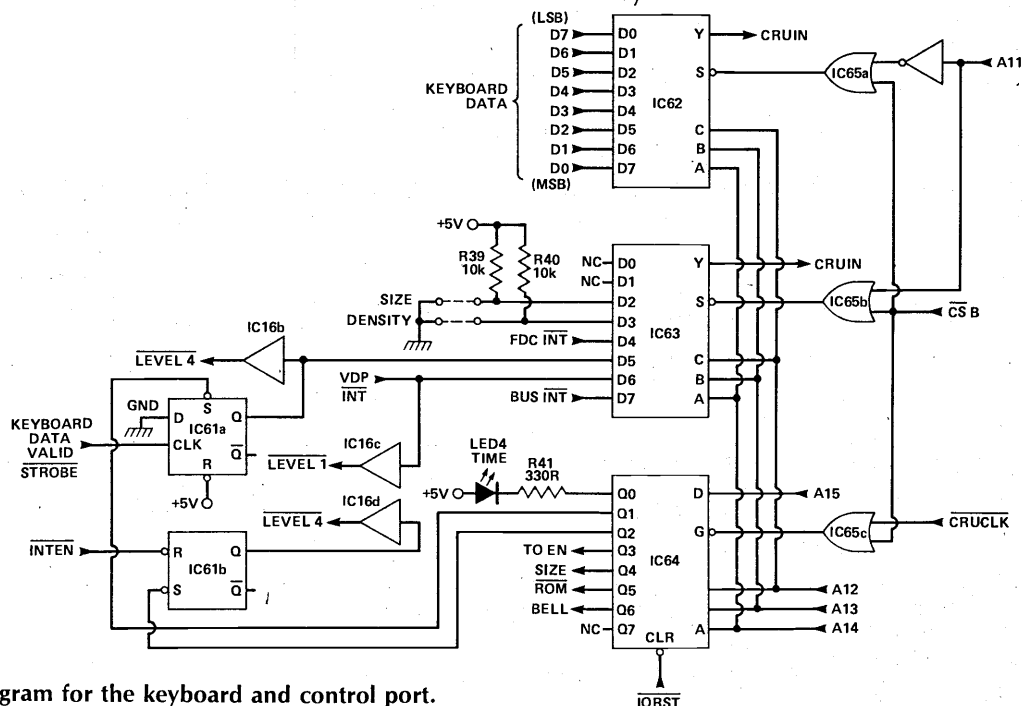 (LSB)
D7 D0 Y CRUIN
D6 D1
D5 D2 S IC65a A11
D4 D3
KEYBOARD DATA
D3 D4 IC62
D2 D5 C
D1 D6 B
D0 D7 A
(MSB)
+5V
R39 10k
R40 10k
NC D0 Y CRUIN
NC D1
SIZE D2 S IC65b CS B
DENSITY D3
IC63
FDC INT D4
IC16b
LEVEL 4 D5 C
VDP INT D6 B
BUS INT D7 A
GND D S Q
KEYBOARD DATA VALID STROBE
IC61a
CLK Q
R
+5V
IC16c
LEVEL 1
IC16d
LEVEL 4
LED4 TIME
R41 330R
+5V Q0 D A15
Q1
Q2 G IC65c CRUCLK
INTEN R Q
IC61b
S Q
TO EN Q3
IC64
SIZE Q4
ROM Q5 A12
BELL Q6 A13
NC Q7 A A14
CLR
IORST
gram for the keyboard and control port.